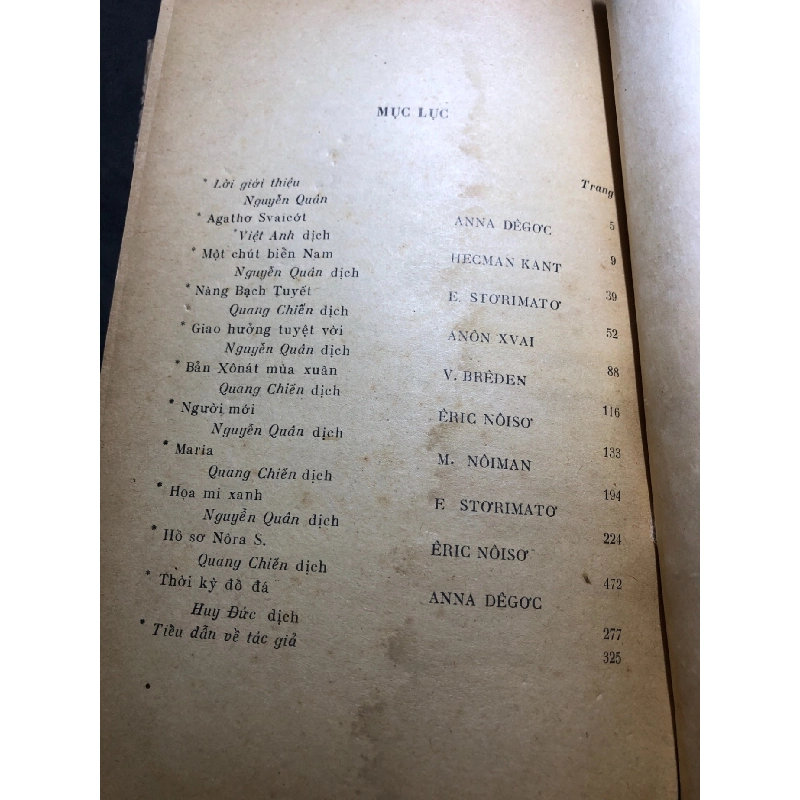 MỤC LỤC
Trang
* Lời giới thiệu
Nguyễn Quân 5
* Agathơ Svaicớt ANNA DÊGƠC
*Việt Anh dịch 9
* Một chút biển Nam HECMAN KANT
Nguyễn Quân dịch 39
* Nàng Bạch Tuyết E. STƠRIMATƠ
Quang Chiến dịch 52
* Giao hưởng tuyệt vời ANÔN XVAI
Nguyễn Quân dịch 88
* Bản Xônát mùa xuân V. BRÊDEN
Quang Chiến dịch 116
* Người mới ÊRIC NÔISƠ
Nguyễn Quân dịch 133
* Maria M. NÔIMAN
Quang Chiến dịch 194
* Họa mi xanh E STƠRIMATƠ
Nguyễn Quân dịch 224
* Hồ sơ Nôra S. ÊRIC NÔISƠ
Quang Chiến dịch 472
* Thời kỳ đồ đá ANNA DÊGƠC
Huy Đức dịch 277
* Tiểu dẫn về tác giả 325